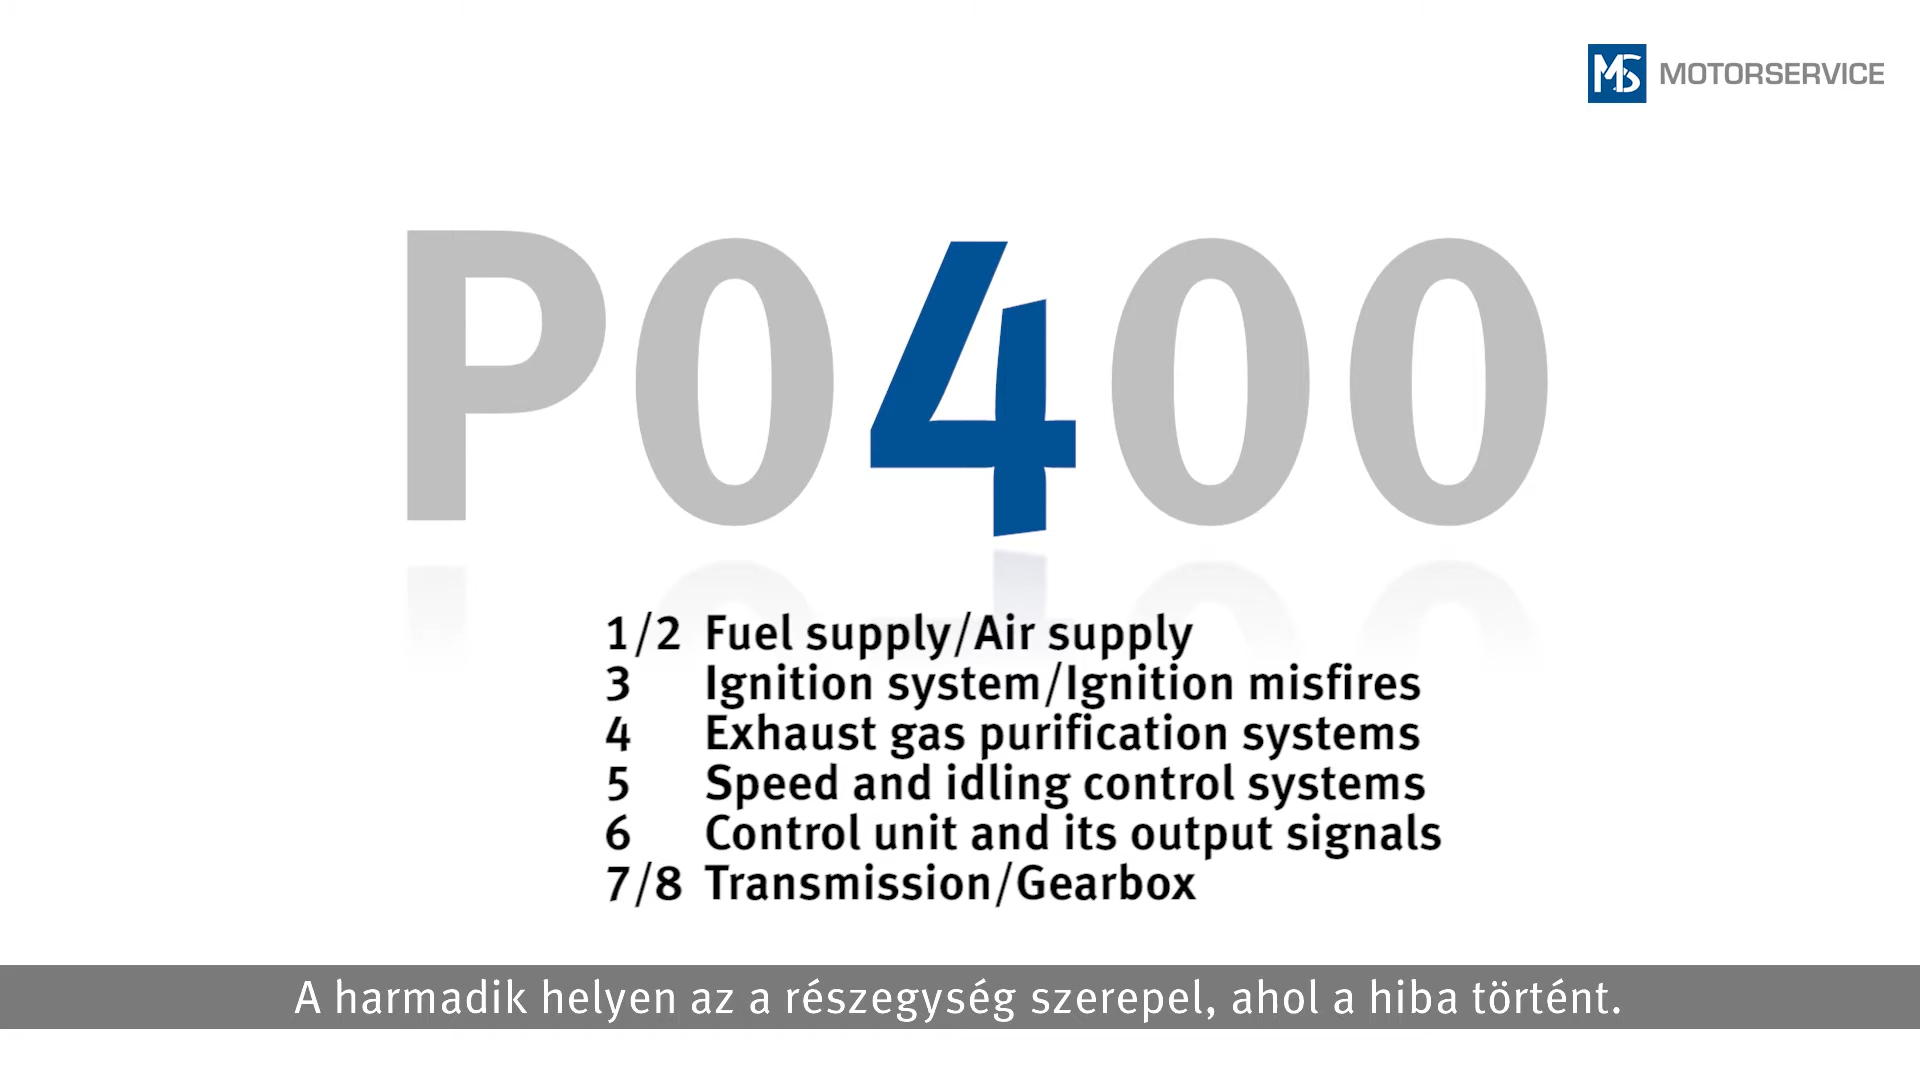 MS MOTORSERVICE
P0400
1/2 Fuel supply/Air supply
3 Ignition system/Ignition misfires
4 Exhaust gas purification systems
5 Speed and idling control systems
6 Control unit and its output signals
7/8 Transmission/Gearbox
A harmadik helyen az a részegység szerepel, ahol a hiba történt.